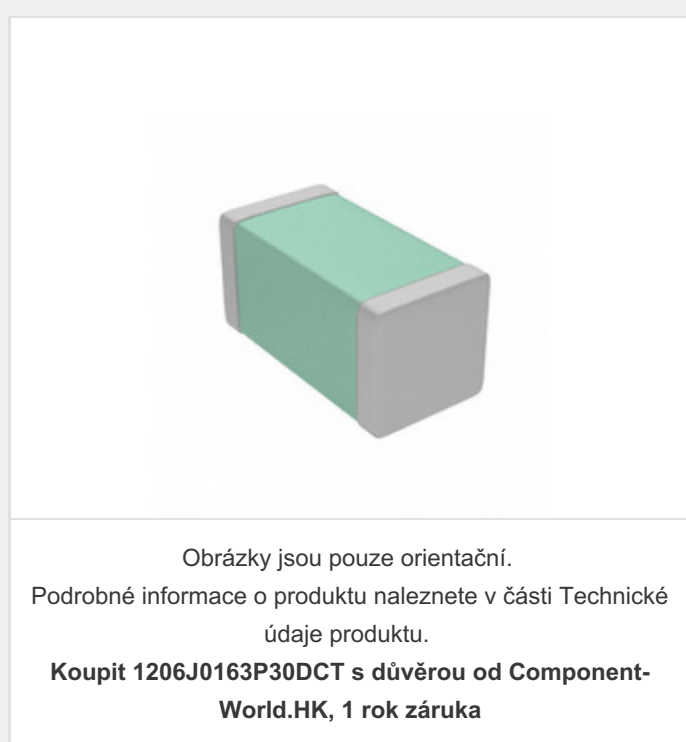 Obrázky jsou pouze orientační.
Podrobné informace o produktu naleznete v části Technické
údaje produktu.
Koupit 1206J0163P30DCT s důvěrou od Component-
World.HK, 1 rok záruka